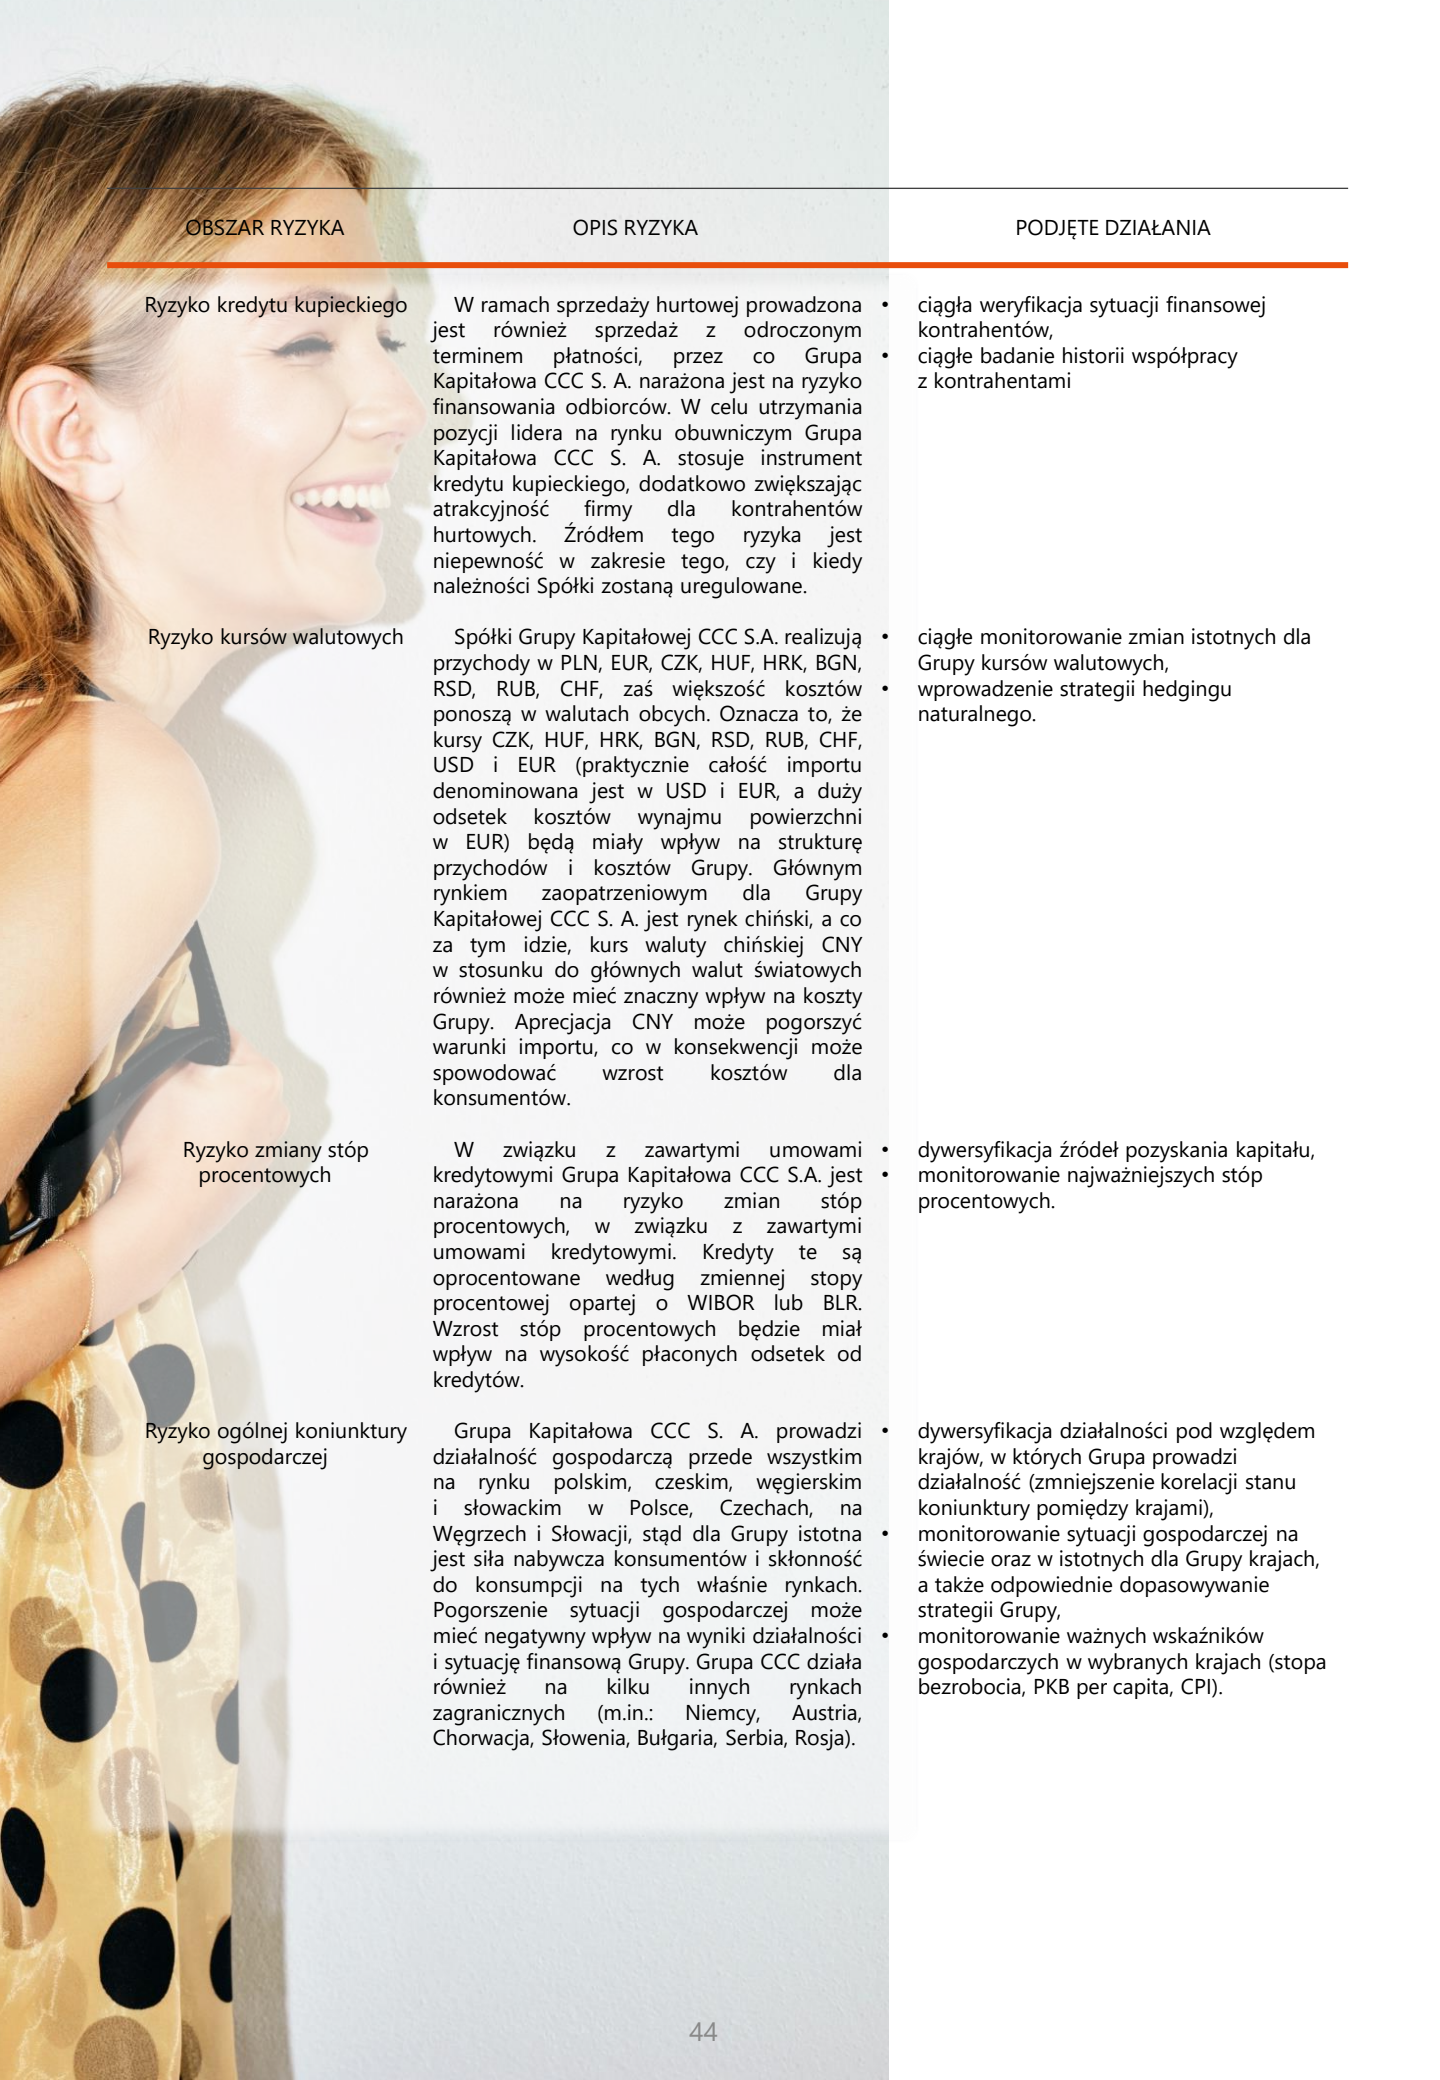 OBSZAR RYZYKA OPIS RYZYKA PODJĘTE DZIAŁANIA
Ryzyko kredytu kupieckiego
W ramach sprzedaży hurtowej prowadzona
jest również sprzedaż z odroczonym
terminem płatności, przez co Grupa
Kapitałowa CCC S. A. narażona jest na ryzyko
finansowania odbiorców. W celu utrzymania
pozycji lidera na rynku obuwniczym Grupa
Kapitałowa CCC S. A. stosuje instrument
kredytu kupieckiego, dodatkowo zwiększając
atrakcyjność firmy dla kontrahentów
hurtowych. Źródłem tego ryzyka jest
niepewność w zakresie tego, czy i kiedy
należności Spółki zostaną uregulowane.
• ciągła weryfikacja sytuacji finansowej
kontrahentów,
• ciągłe badanie historii współpracy
z kontrahentami
Ryzyko kursów walutowych
Spółki Grupy Kapitałowej CCC S.A. realizują
przychody w PLN, EUR, CZK, HUF, HRK, BGN,
RSD, RUB, CHF, zaś większość kosztów
ponoszą w walutach obcych. Oznacza to, że
kursy CZK, HUF, HRK, BGN, RSD, RUB, CHF,
USD i EUR (praktycznie całość importu
denominowana jest w USD i EUR, a duży
odsetek kosztów wynajmu powierzchni
w EUR) będą miały wpływ na strukturę
przychodów i kosztów Grupy. Głównym
rynkiem zaopatrzeniowym dla Grupy
Kapitałowej CCC S. A. jest rynek chiński, a co
za tym idzie, kurs waluty chińskiej CNY
w stosunku do głównych walut światowych
również może mieć znaczny wpływ na koszty
Grupy. Aprecjacja CNY może pogorszyć
warunki importu, co w konsekwencji może
spowodować wzrost kosztów dla
konsumentów.
• ciągłe monitorowanie zmian istotnych dla
Grupy kursów walutowych,
• wprowadzenie strategii hedgingu
naturalnego.
Ryzyko zmiany stóp
procentowych
W związku z zawartymi umowami
kredytowymi Grupa Kapitałowa CCC S.A. jest
narażona na ryzyko zmian stóp
procentowych, w związku z zawartymi
umowami kredytowymi. Kredyty te są
oprocentowane według zmiennej stopy
procentowej opartej o WIBOR lub BLR.
Wzrost stóp procentowych będzie miał
wpływ na wysokość płaconych odsetek od
kredytów.
• dywersyfikacja źródeł pozyskania kapitału,
• monitorowanie najważniejszych stóp
procentowych.
Ryzyko ogólnej koniunktury
gospodarczej
Grupa Kapitałowa CCC S. A. prowadzi
działalność gospodarczą przede wszystkim
na rynku polskim, czeskim, węgierskim
i słowackim w Polsce, Czechach, na
Węgrzech i Słowacji, stąd dla Grupy istotna
jest siła nabywcza konsumentów i skłonność
do konsumpcji na tych właśnie rynkach.
Pogorszenie sytuacji gospodarczej może
mieć negatywny wpływ na wyniki działalności
i sytuację finansową Grupy. Grupa CCC działa
również na kilku innych rynkach
zagranicznych (m.in.: Niemcy, Austria,
Chorwacja, Słowenia, Bułgaria, Serbia, Rosja).
• dywersyfikacja działalności pod względem
krajów, w których Grupa prowadzi
działalność (zmniejszenie korelacji stanu
koniunktury pomiędzy krajami),
• monitorowanie sytuacji gospodarczej na
świecie oraz w istotnych dla Grupy krajach,
a także odpowiednie dopasowywanie
strategii Grupy,
• monitorowanie ważnych wskaźników
gospodarczych w wybranych krajach (stopa
bezrobocia, PKB per capita, CPI).
44